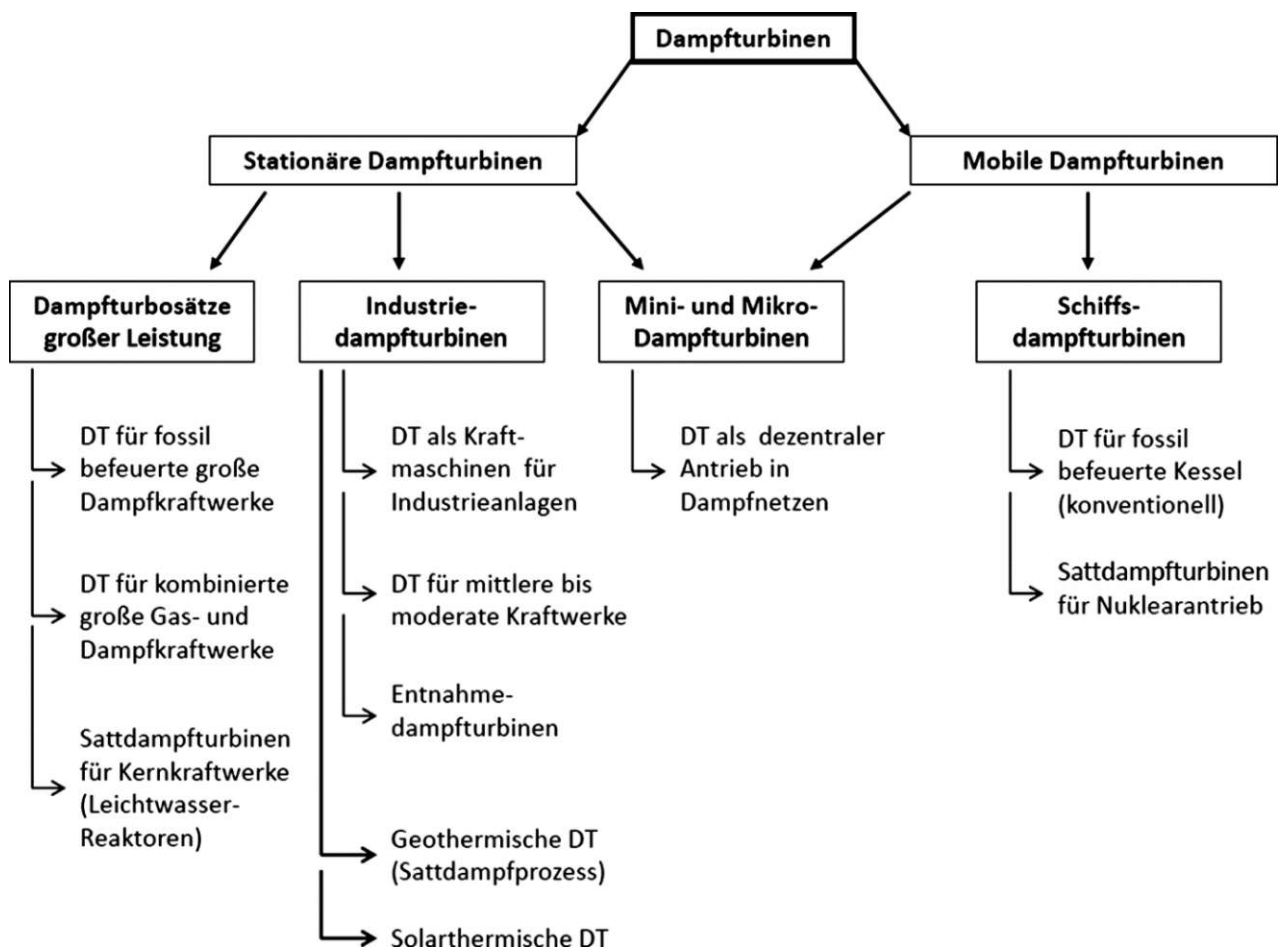 Dampfturbinen
Stationäre Dampfturbinen
Mobile Dampfturbinen
Dampfturbosätze
großer Leistung
Industrie-
dampfturbinen
Mini- und Mikro-
Dampfturbinen
Schiffs-
dampfturbinen
DT für fossil
befeuerte große
Dampfkraftwerke
DT für kombinierte
große Gas- und
Dampfkraftwerke
Sattdampfturbinen
für Kernkraftwerke
(Leichtwasser-
Reaktoren)
DT als Kraft-
maschinen für
Industrieanlagen
DT für mittlere bis
moderate Kraftwerke
Entnahme-
dampfturbinen
Geothermische DT
(Sattdampfprozess)
Solarthermische DT
DT als dezentraler
Antrieb in
Dampfnetzen
DT für fossil
befeuerte Kessel
(konventionell)
Sattdampfturbinen
für Nuklearantrieb